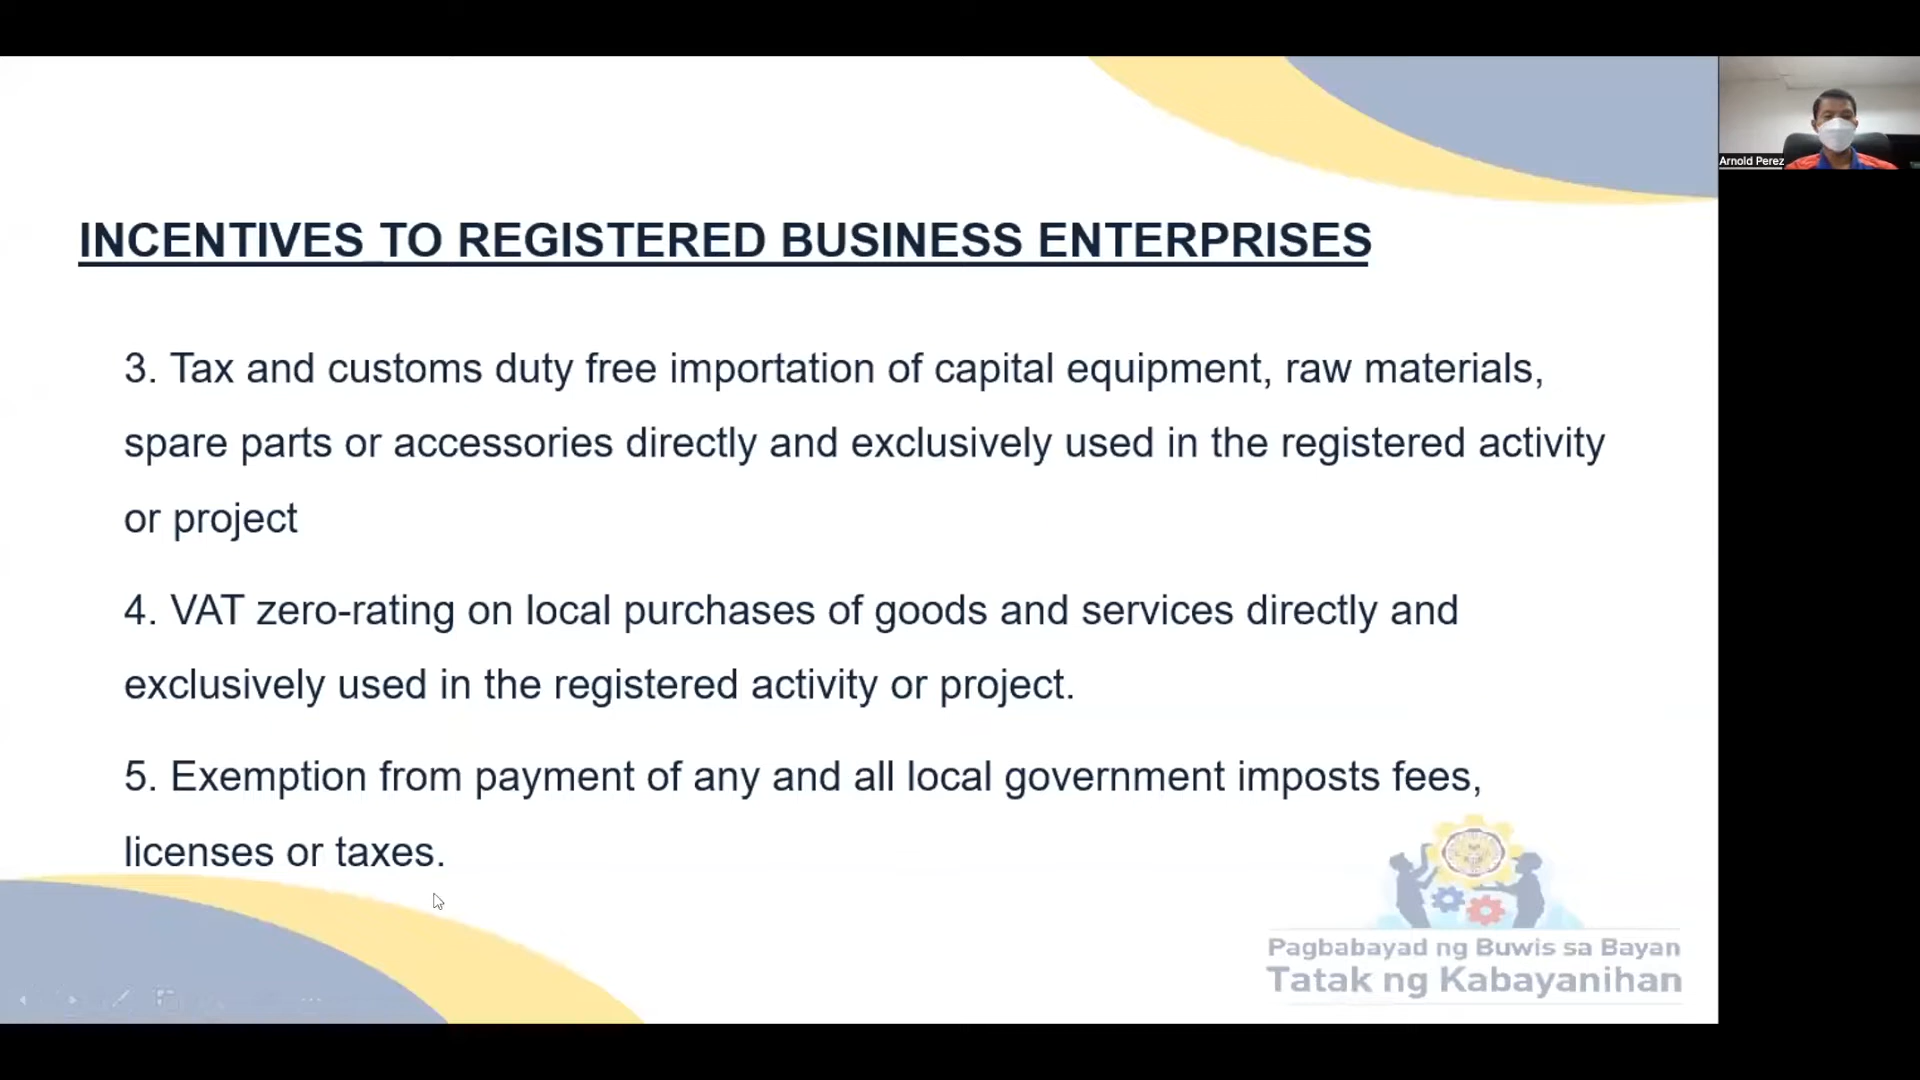 INCENTIVES TO REGISTERED BUSINESS ENTERPRISES
3. Tax and customs duty free importation of capital equipment, raw materials,
spare parts or accessories directly and exclusively used in the registered activity
or project
4. VAT zero-rating on local purchases of goods and services directly and
exclusively used in the registered activity or project.
5. Exemption from payment of any and all local government imposts fees,
licenses or taxes.
Pagbabayad ng Buwis sa Bayan
Tatak ng Kabayanihan
Arnold Perez